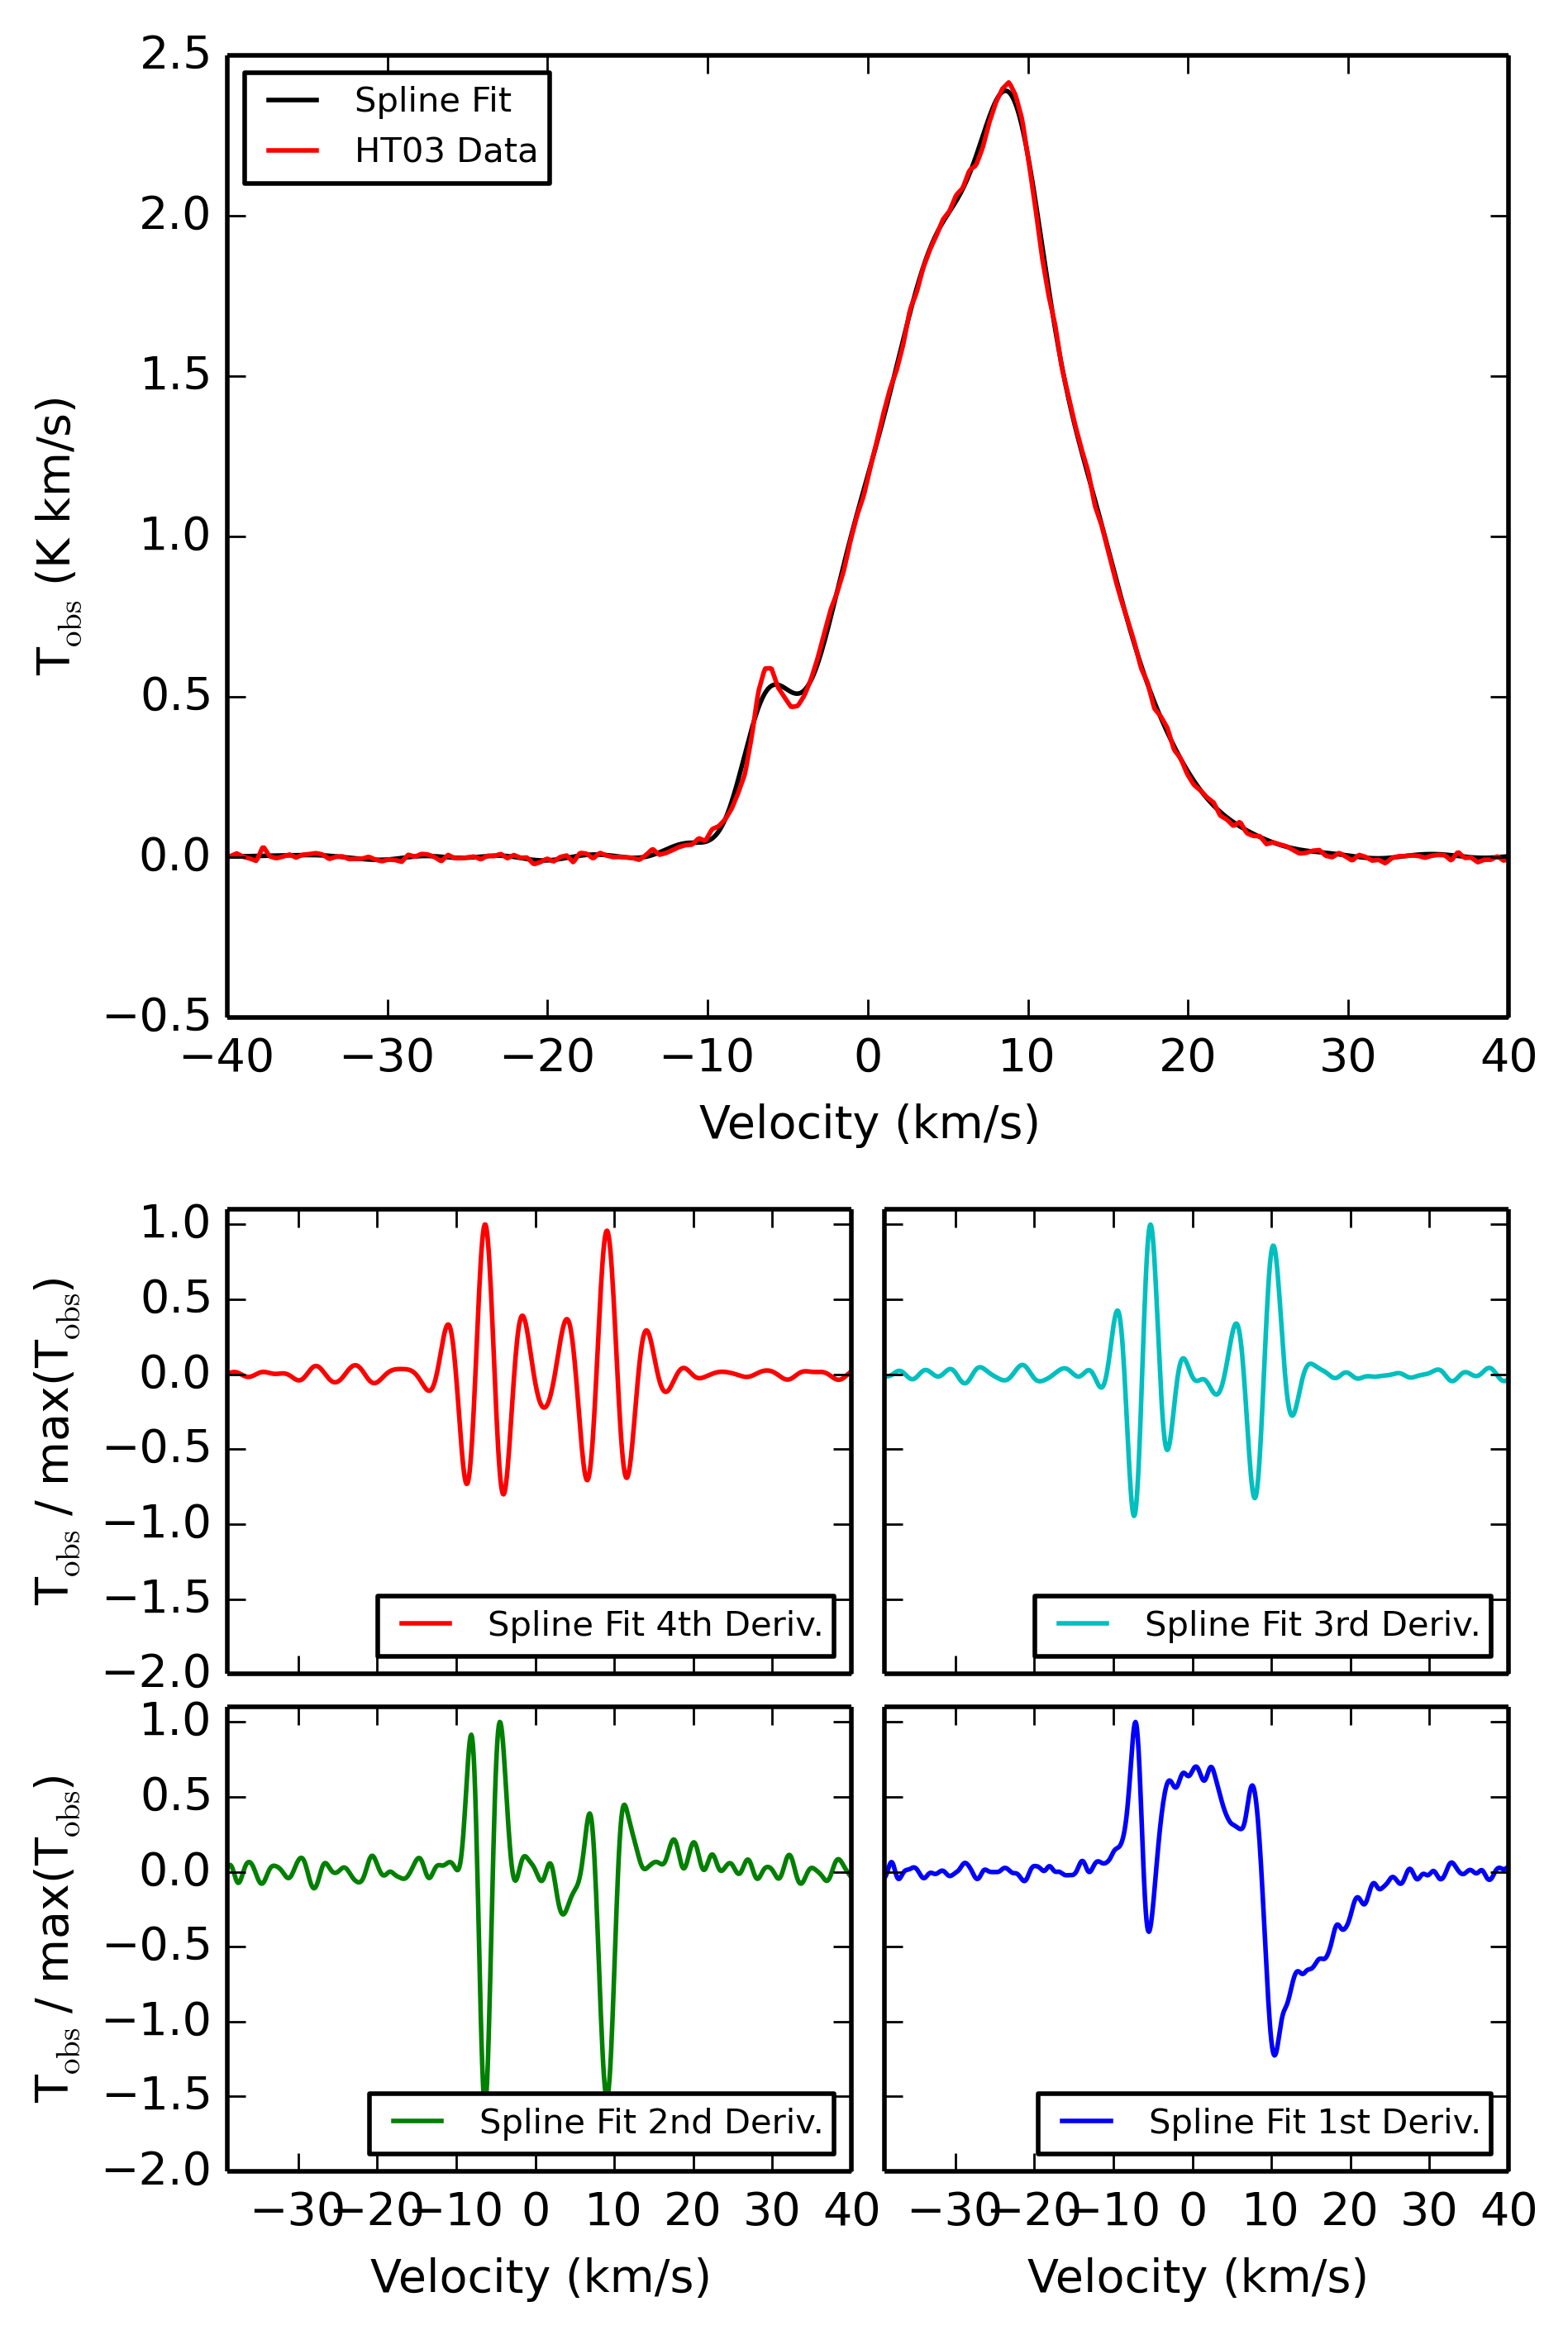 2.5
2.0
1.5
1.0
0.5
0.0
−0.5
T_obs (K km/s)
Spline Fit
HT03 Data
−40 −30 −20 −10 0 10 20 30 40
Velocity (km/s)
1.0
0.5
0.0
−0.5
−1.0
−1.5
−2.0
T_obs / max(T_obs)
Spline Fit 4th Deriv.
Spline Fit 3rd Deriv.
1.0
0.5
0.0
−0.5
−1.0
−1.5
−2.0
T_obs / max(T_obs)
Spline Fit 2nd Deriv.
Spline Fit 1st Deriv.
−30 −20 −10 0 10 20 30 40
−30 −20 −10 0 10 20 30 40
Velocity (km/s)
Velocity (km/s)